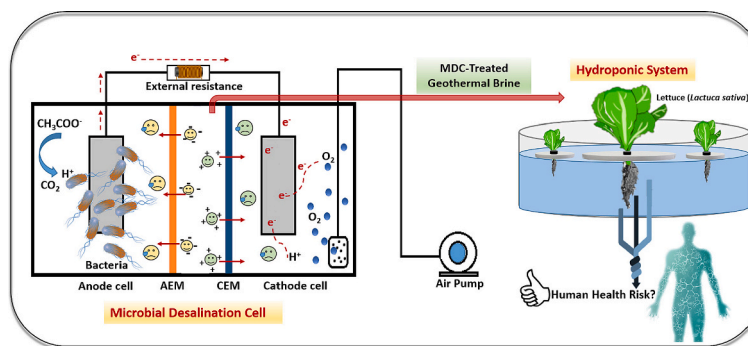 e-
External resistance
MDC-Treated
Geothermal Brine
Hydroponic System
Lettuce (Lactuca sativa)
CH₃COO⁻
H⁺
CO₂
e-
e-
e-
e-
O₂
O₂
e-
H⁺
Bacteria
Anode cell
AEM
CEM
Cathode cell
Air Pump
Human Health Risk?
Microbial Desalination Cell